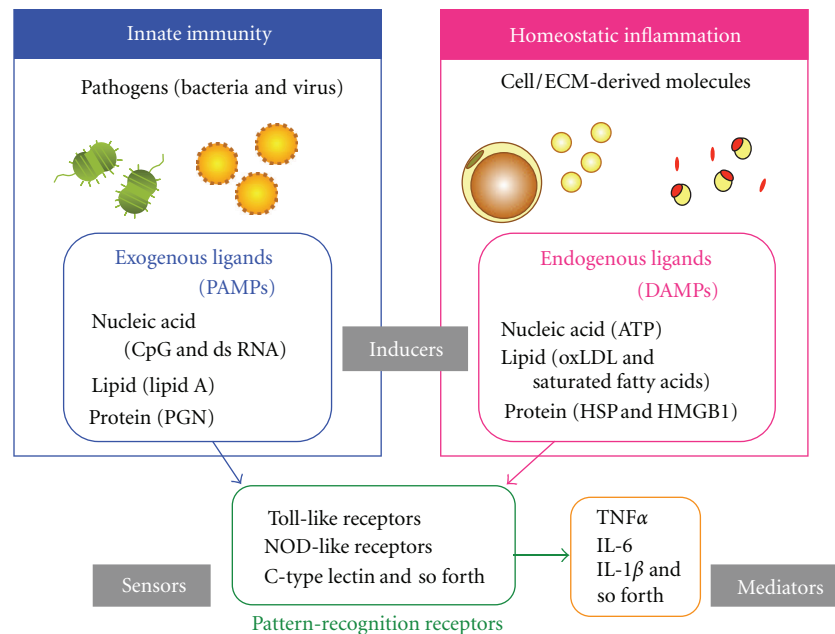 Innate immunity
Pathogens (bacteria and virus)
Exogenous ligands
(PAMPs)
Nucleic acid
(CpG and ds RNA)
Lipid (lipid A)
Protein (PGN)
Inducers
Homeostatic inflammation
Cell/ECM-derived molecules
Endogenous ligands
(DAMPs)
Nucleic acid (ATP)
Lipid (oxLDL and
saturated fatty acids)
Protein (HSP and HMGB1)
Sensors
Toll-like receptors
NOD-like receptors
C-type lectin and so forth
Pattern-recognition receptors
TNFα
IL-6
IL-1β and
so forth
Mediators